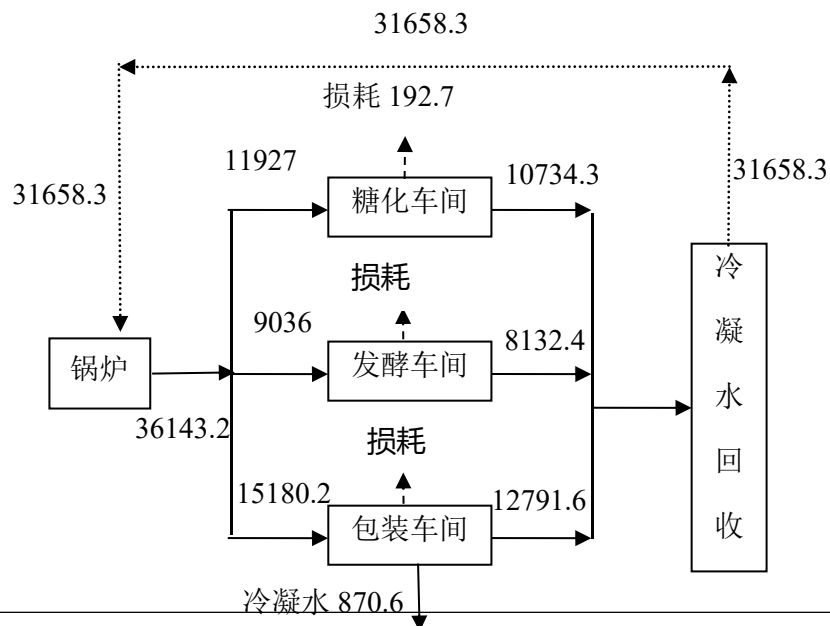 31658.3
损耗 192.7
11927
10734.3
31658.3
31658.3
糖化车间
冷凝水回收
损耗
9036
8132.4
锅炉
发酵车间
36143.2
损耗
15180.2
12791.6
包装车间
冷凝水 870.6